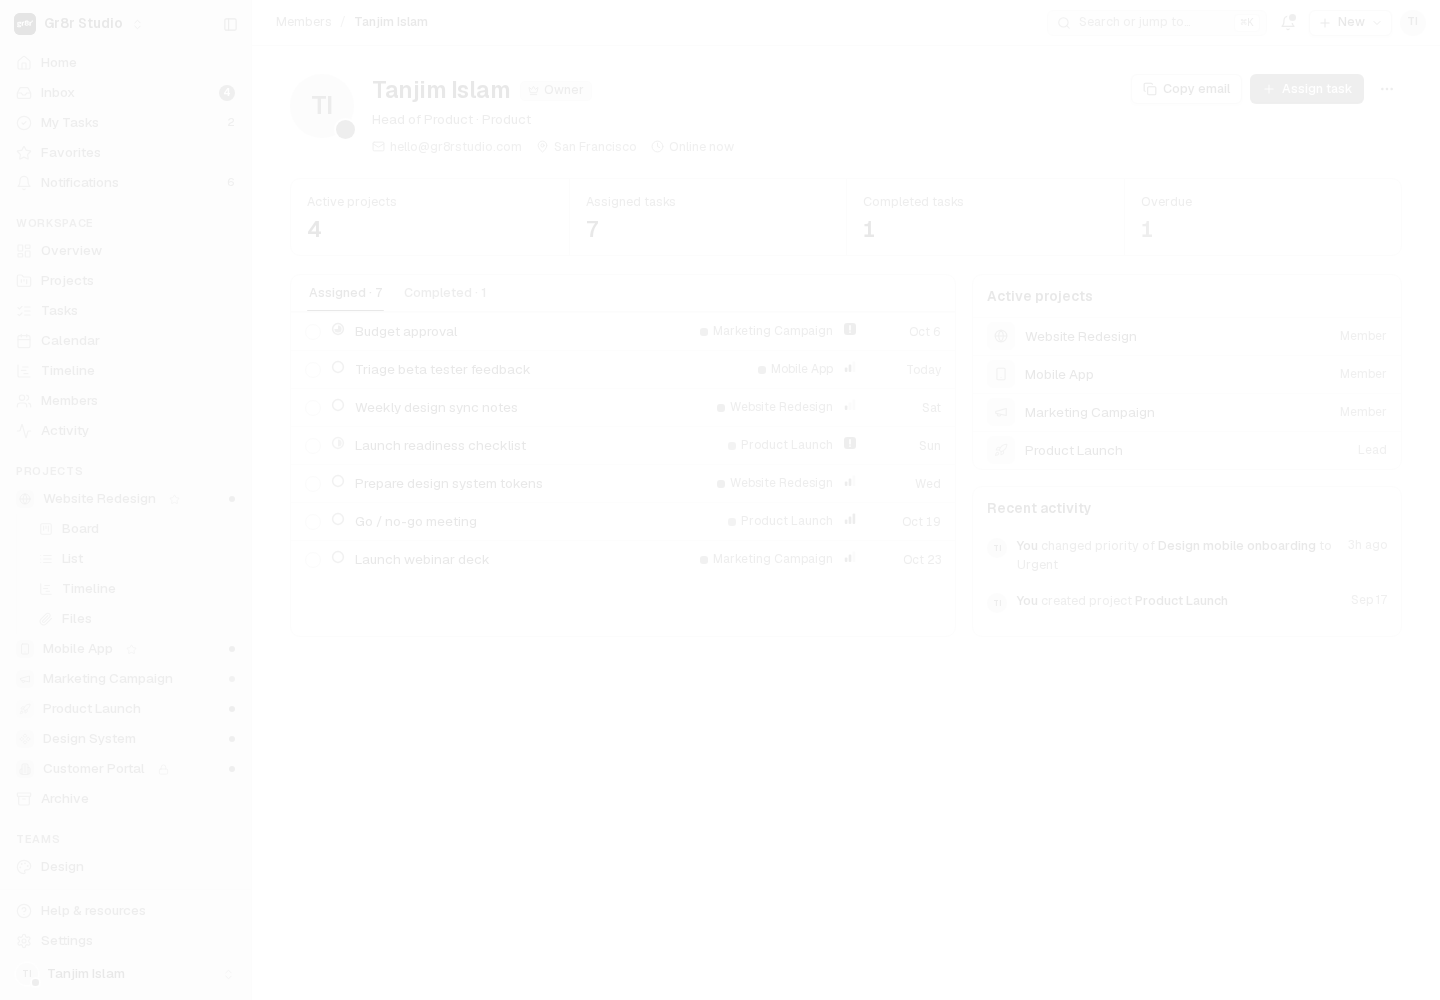 Gr8r Studio
Home
Inbox 4
My Tasks 2
Favorites
Notifications 6
WORKSPACE
Overview
Projects
Tasks
Calendar
Timeline
Members
Activity
PROJECTS
Website Redesign
Board
List
Timeline
Files
Mobile App
Marketing Campaign
Product Launch
Design System
Customer Portal
Archive
TEAMS
Design
Help & resources
Settings
TI Tanjim Islam
Members / Tanjim Islam
Search or jump to... ⌘K
New
TI
TI
Tanjim Islam Owner
Head of Product · Product
hello@gr8rstudio.com San Francisco Online now
Copy email
Assign task
Active projects
4
Assigned tasks
7
Completed tasks
1
Overdue
1
Assigned · 7 Completed · 1
Budget approval Marketing Campaign Oct 6
Triage beta tester feedback Mobile App Today
Weekly design sync notes Website Redesign Sat
Launch readiness checklist Product Launch Sun
Prepare design system tokens Website Redesign Wed
Go / no-go meeting Product Launch Oct 19
Launch webinar deck Marketing Campaign Oct 23
Active projects
Website Redesign Member
Mobile App Member
Marketing Campaign Member
Product Launch Lead
Recent activity
TI You changed priority of Design mobile onboarding to 3h ago
Urgent
TI You created project Product Launch Sep 17